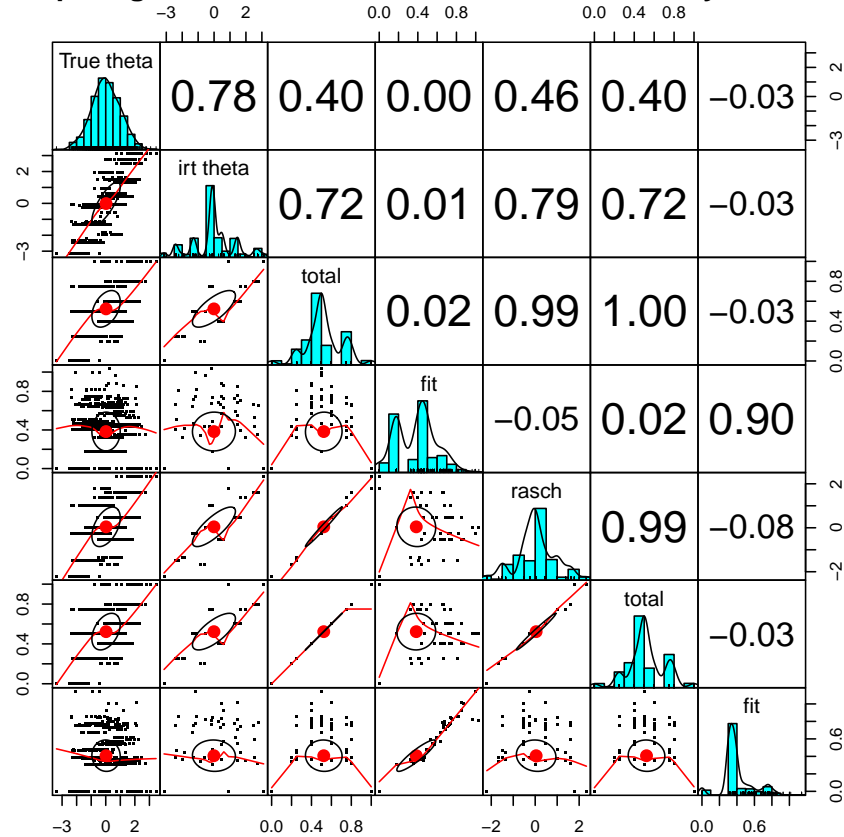 −3 0 2 0.0 0.4 0.8 −3 0 2 0.0 0.4 0.8
True theta 0.78 0.40 0.00 0.46 0.40 −0.03 −3 0 2
−3 0 2 irt theta 0.72 0.01 0.79 0.72 −0.03
total 0.02 0.99 1.00 −0.03 0.0 0.4 0.8
0.0 0.4 0.8 fit −0.05 0.02 0.90
rasch 0.99 −0.08 −2 0 2
0.0 0.4 0.8 total −0.03
fit 0.0 0.6
−3 0 2 0.0 0.4 0.8 −2 0 2 0.0 0.6